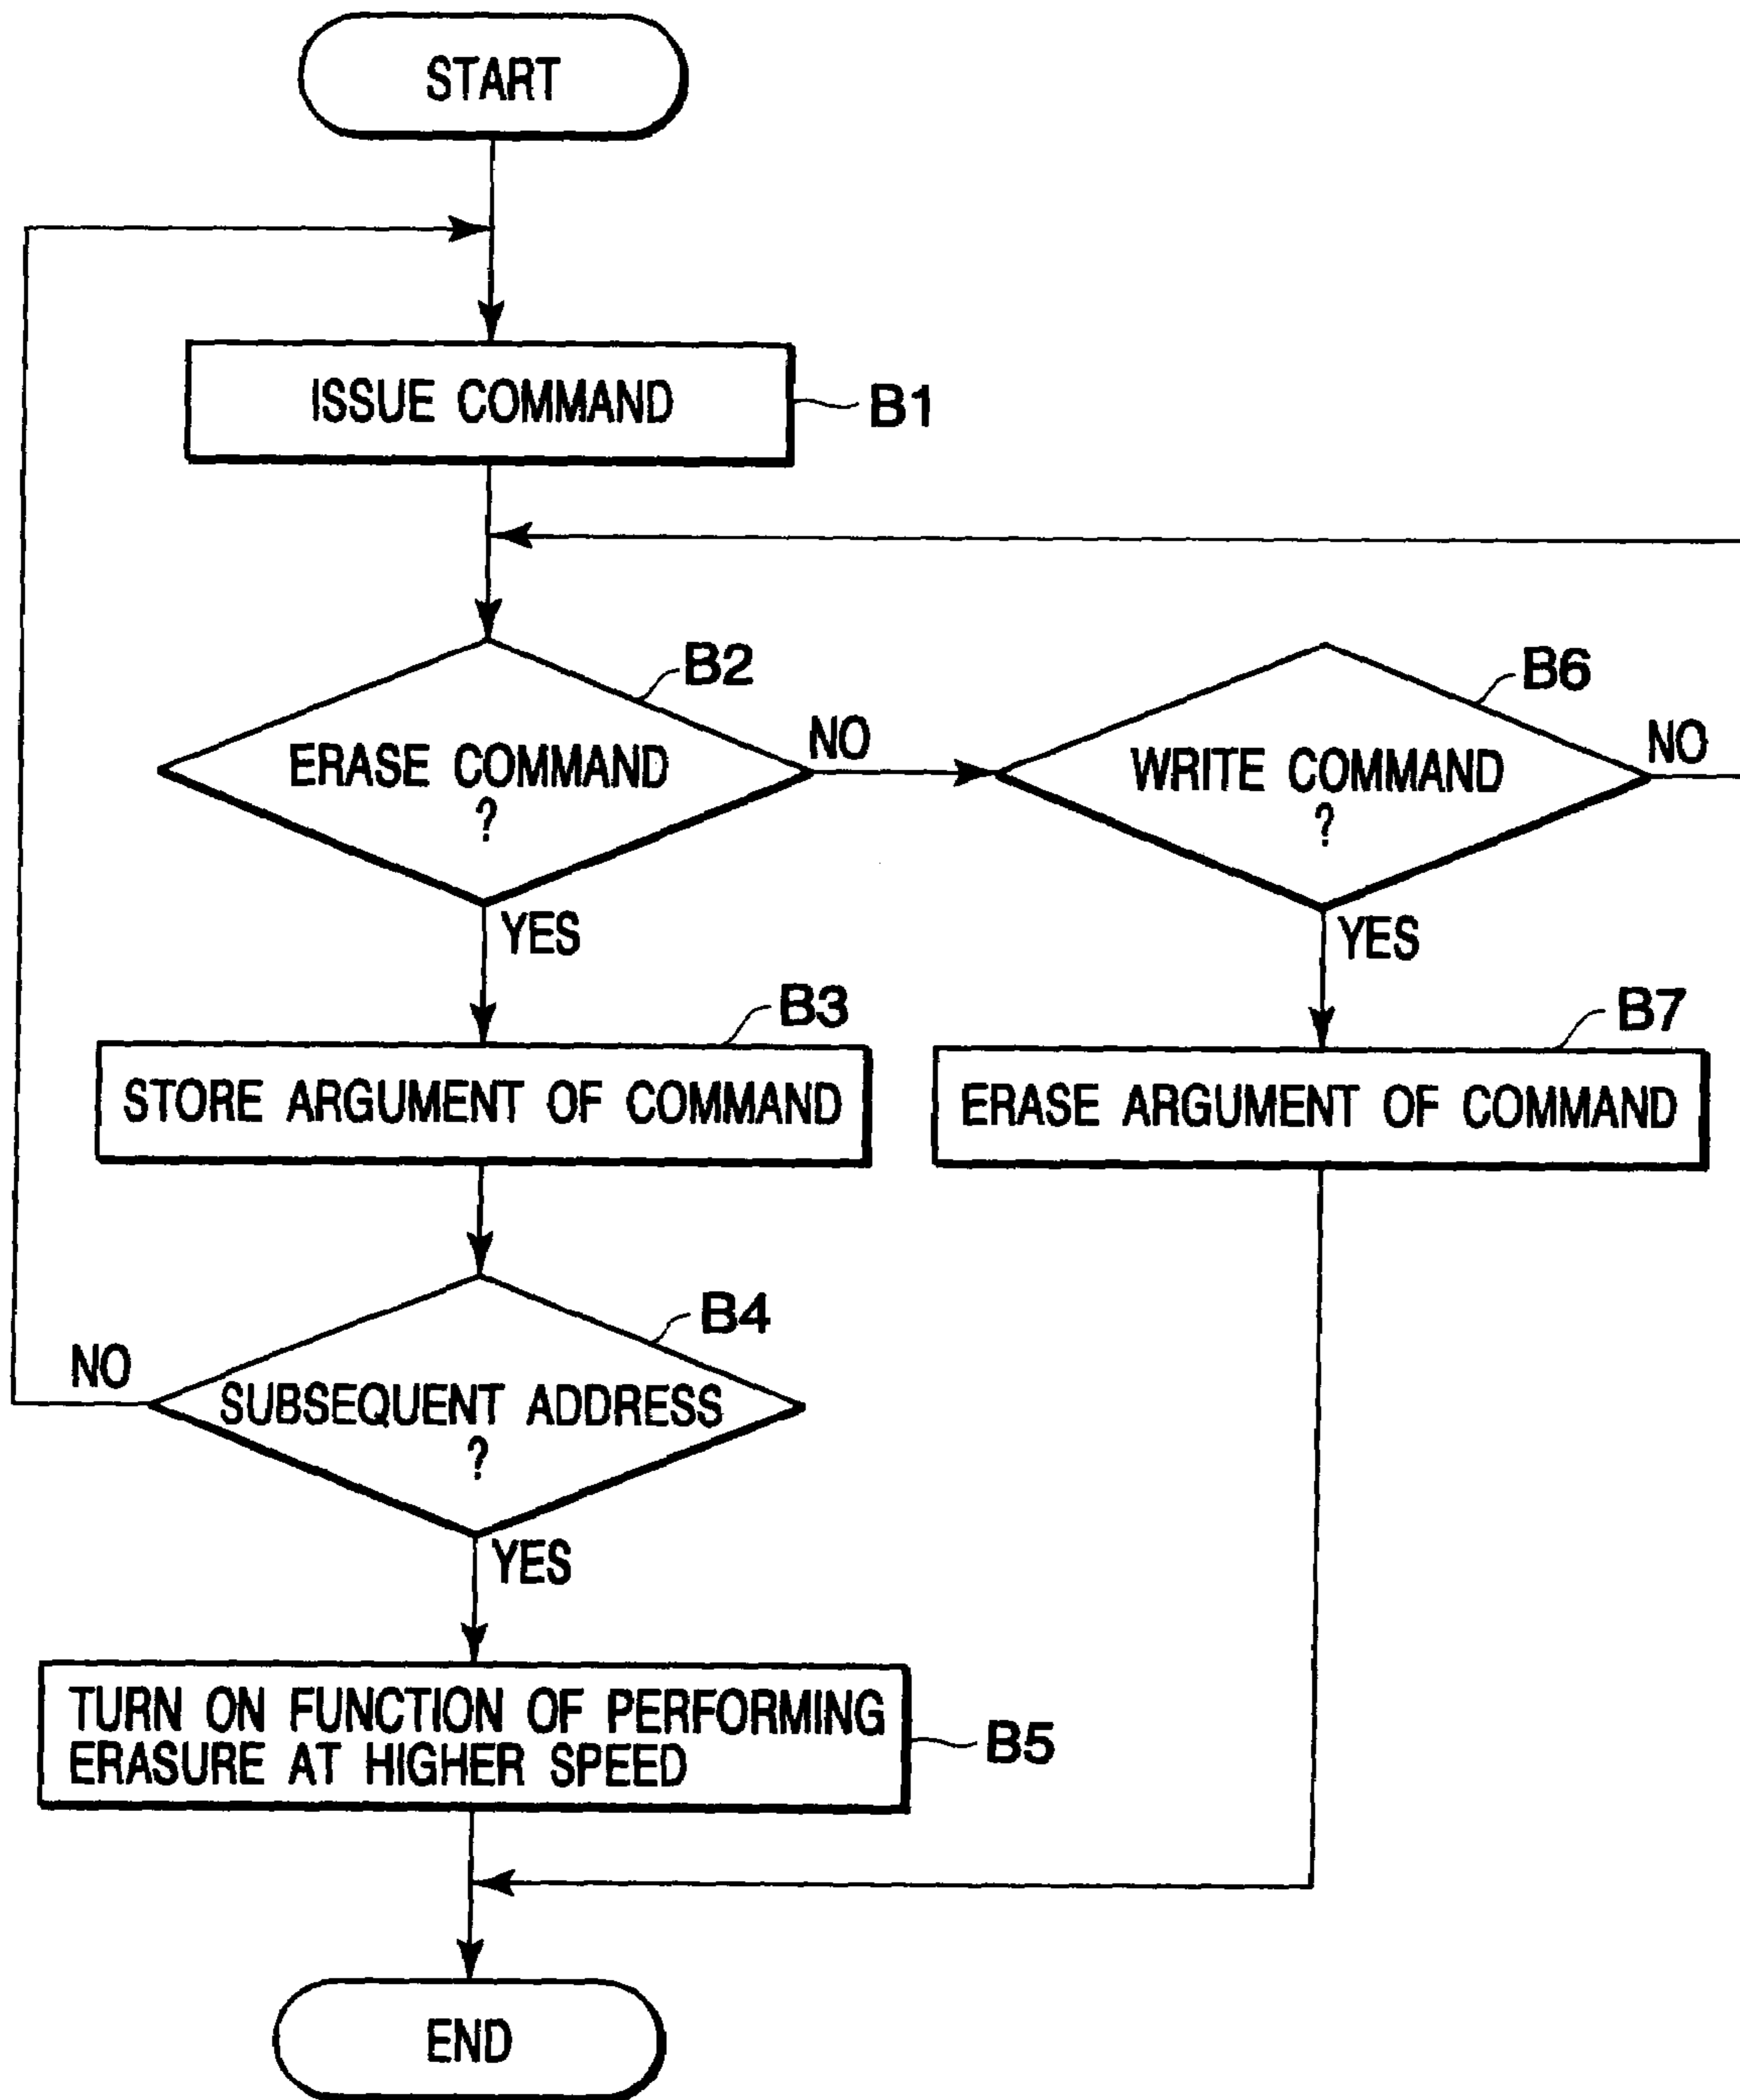 START
ISSUE COMMAND
B1
B2
ERASE COMMAND
?
NO
YES
B6
WRITE COMMAND
?
NO
YES
B3
STORE ARGUMENT OF COMMAND
B7
ERASE ARGUMENT OF COMMAND
B4
SUBSEQUENT ADDRESS
?
NO
YES
TURN ON FUNCTION OF PERFORMING
ERASURE AT HIGHER SPEED
B5
END